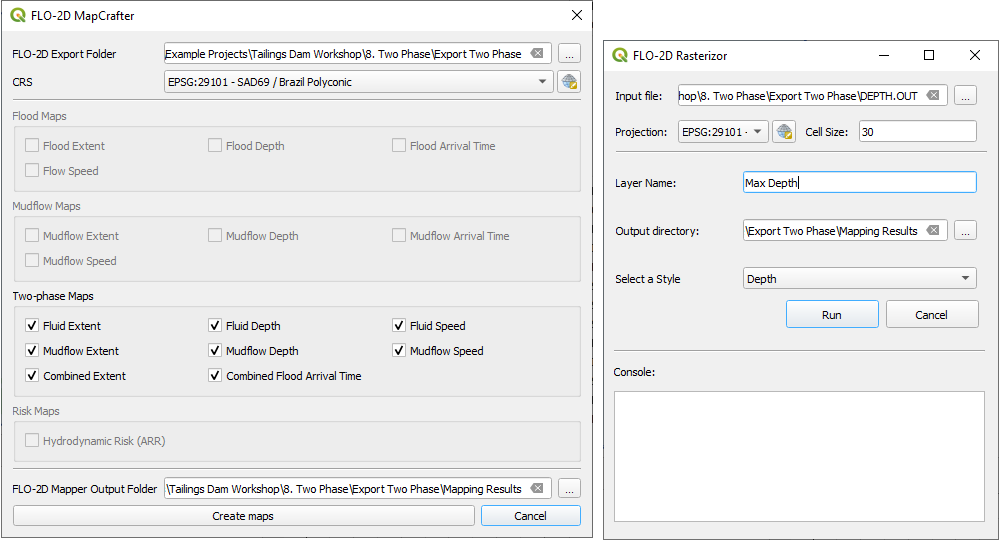 FLO-2D MapCrafter
FLO-2D Export Folder
Example Projects\Tailings Dam Workshop\8. Two Phase\Export Two Phase
...
CRS
EPSG:29101 - SAD69 / Brazil Polyconic
Flood Maps
Flood Extent
Flood Depth
Flood Arrival Time
Flow Speed
Mudflow Maps
Mudflow Extent
Mudflow Depth
Mudflow Arrival Time
Mudflow Speed
Two-phase Maps
Fluid Extent
Fluid Depth
Fluid Speed
Mudflow Extent
Mudflow Depth
Mudflow Speed
Combined Extent
Combined Flood Arrival Time
Risk Maps
Hydrodynamic Risk (ARR)
FLO-2D Mapper Output Folder
\Tailings Dam Workshop\8. Two Phase\Export Two Phase\Mapping Results
...
Create maps
Cancel
FLO-2D Rasterizor
Input file:
hop\8. Two Phase\Export Two Phase\DEPTH.OUT
...
Projection:
EPSG:29101 -
Cell Size:
30
Layer Name:
Max Depth
Output directory:
\Export Two Phase\Mapping Results
...
Select a Style
Depth
Run
Cancel
Console: